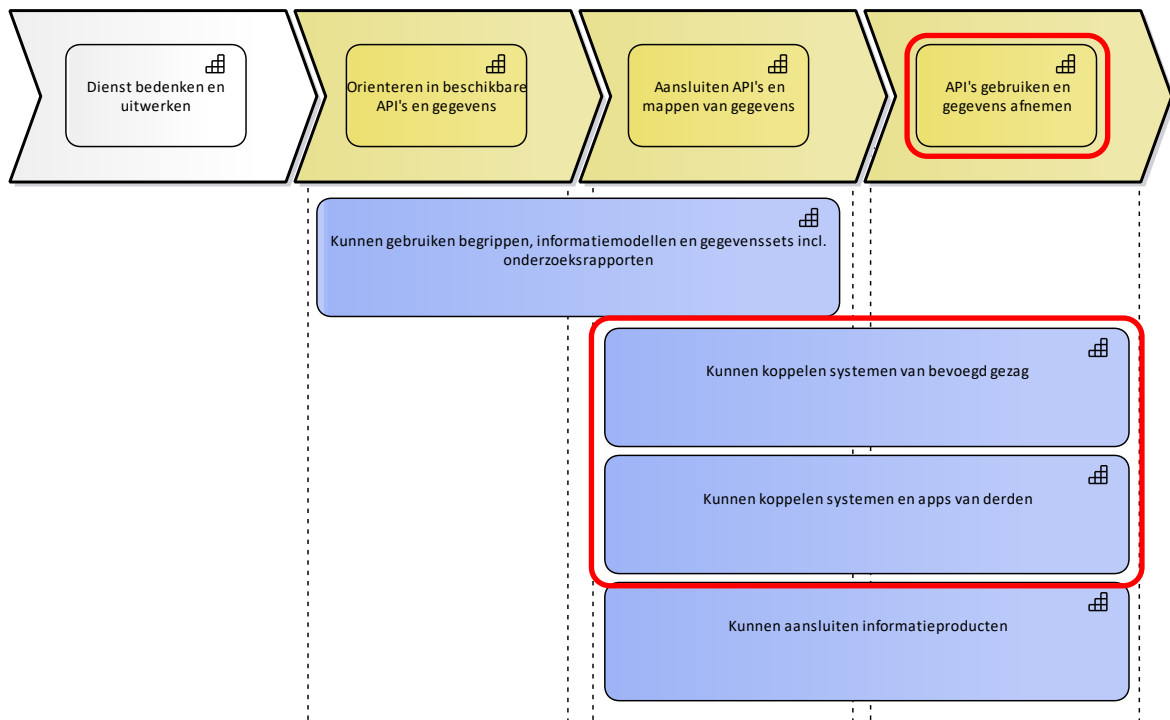 Dienst bedenken en
uitwerken
Orienteren in beschikbare
API's en gegevens
Aansluiten API's en
mappen van gegevens
API's gebruiken en
gegevens afnemen
Kunnen gebruiken begrippen, informatiemodellen en gegevenssets incl.
onderzoeksrapporten
Kunnen koppelen systemen van bevoegd gezag
Kunnen koppelen systemen en apps van derden
Kunnen aansluiten informatieproducten